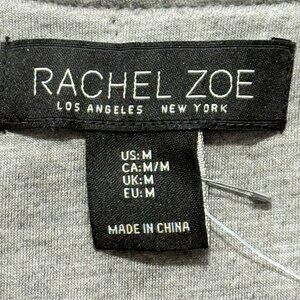 RACHEL ZOE
LOS ANGELES NEW YORK
US:M
CA:M/M
UK:M
EU:M
MADE IN CHINA